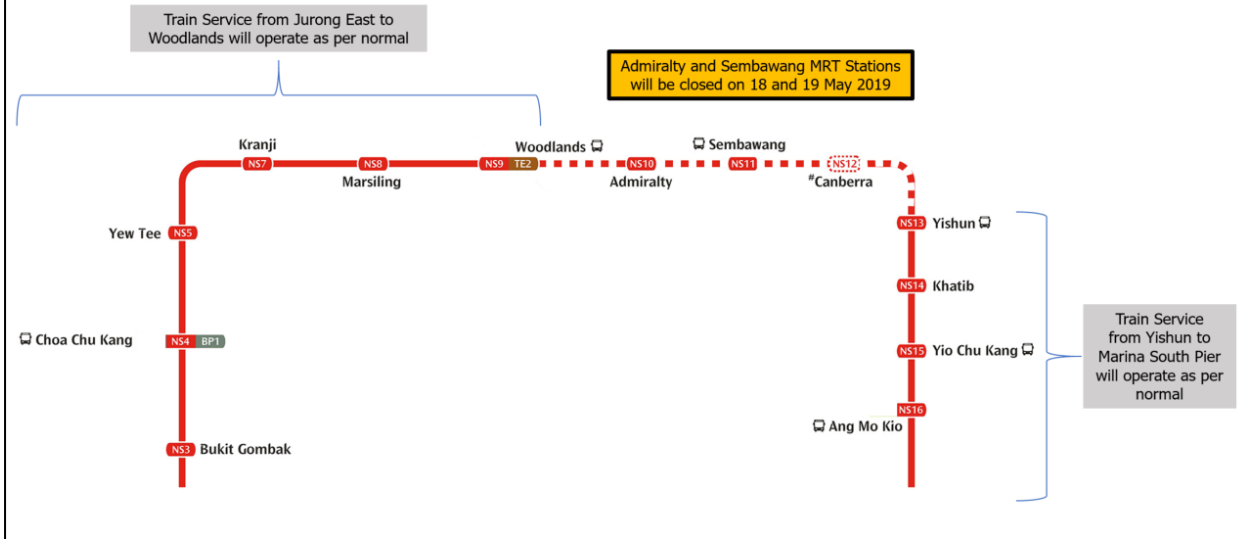 Train Service from Jurong East to
Woodlands will operate as per normal
Admiralty and Sembawang MRT Stations
will be closed on 18 and 19 May 2019
Kranji
Woodlands
Sembawang
NS7
NS8
NS9 TE2
NS10
NS11
NS12
Marsiling
Admiralty
#Canberra
NS13 Yishun
Yew Tee NS5
NS14 Khatib
Choa Chu Kang NS4 BP1
NS15 Yio Chu Kang
Train Service
from Yishun to
Marina South Pier
will operate as per
normal
NS16
Ang Mo Kio
NS3 Bukit Gombak